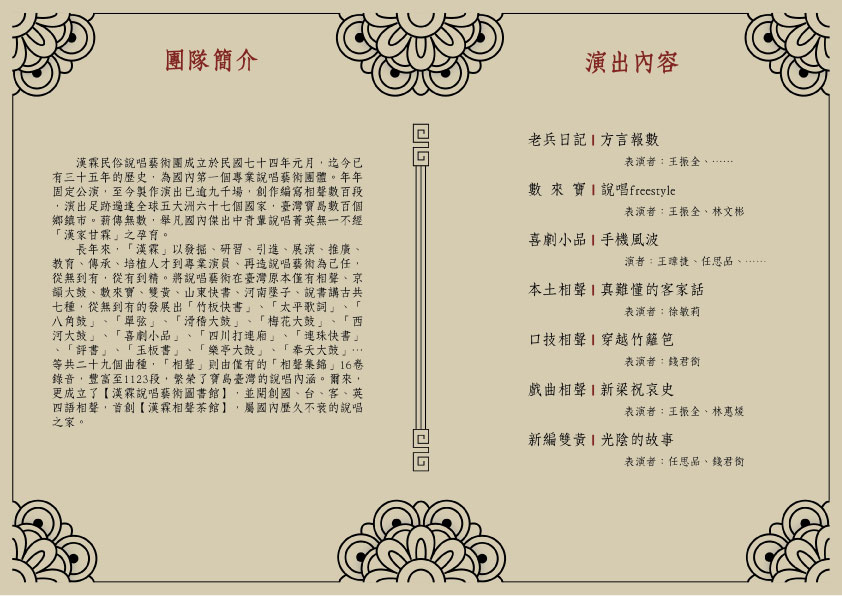 團隊簡介
漢霖民俗說唱藝術團成立於民國七十四年元月，迄今已
有三十五年的歷史，為國內第一個專業說唱藝術團體。年年
固定公演，至今製作演出已逾九千場，創作編寫相聲數百段
，演出足跡遍達全球五大洲六十七個國家，臺灣寶島數百個
鄉鎮市。薪傳無數，舉凡國內傑出中青輩說唱菁英無一不經
「漢家甘霖」之孕育。
長年來，「漢霖」以發掘、研習、引進、展演、推廣、
教育、傳承、培植人才到專業演員、再造說唱藝術為己任，
從無到有，從有到精。將說唱藝術在臺灣原本僅有相聲、京
韻大鼓、數來寶、雙黃、山東快書、河南墜子、說書講古共
七種，從無到有的發展出「竹板快書」、「太平歌詞」、「
八角鼓」、「單弦」、「滑稽大鼓」、「梅花大鼓」、「西
河大鼓」、「喜劇小品」、「四川打連廂」、「連珠快書」
、「評書」、「玉板書」、「樂亭大鼓」、「奉天大鼓」…
等共二十九個曲種，「相聲」則由僅有的「相聲集錦」16卷
錄音，豐富至1123段，繁榮了寶島臺灣的說唱內涵。爾來，
更成立了【漢霖說唱藝術圖書館】，並開創國、台、客、英
四語相聲，首創【漢霖相聲茶館】，屬國內歷久不衰的說唱
之家。
演出內容
老兵日記 | 方言報數
表演者：王振全、……
數 來 寶 | 說唱freestyle
表演者：王振全、林文彬
喜劇小品 | 手機風波
演者：王瑋捷、任思品、……
本土相聲 | 真難懂的客家話
表演者：徐敏莉
口技相聲 | 穿越竹籬笆
表演者：錢君銜
戲曲相聲 | 新梁祝哀史
表演者：王振全、林惠煖
新編雙黃 | 光陰的故事
表演者：任思品、錢君銜